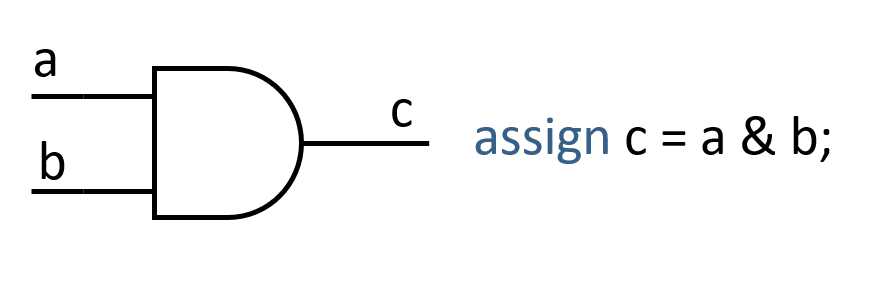 a
b
c
assign c = a & b;